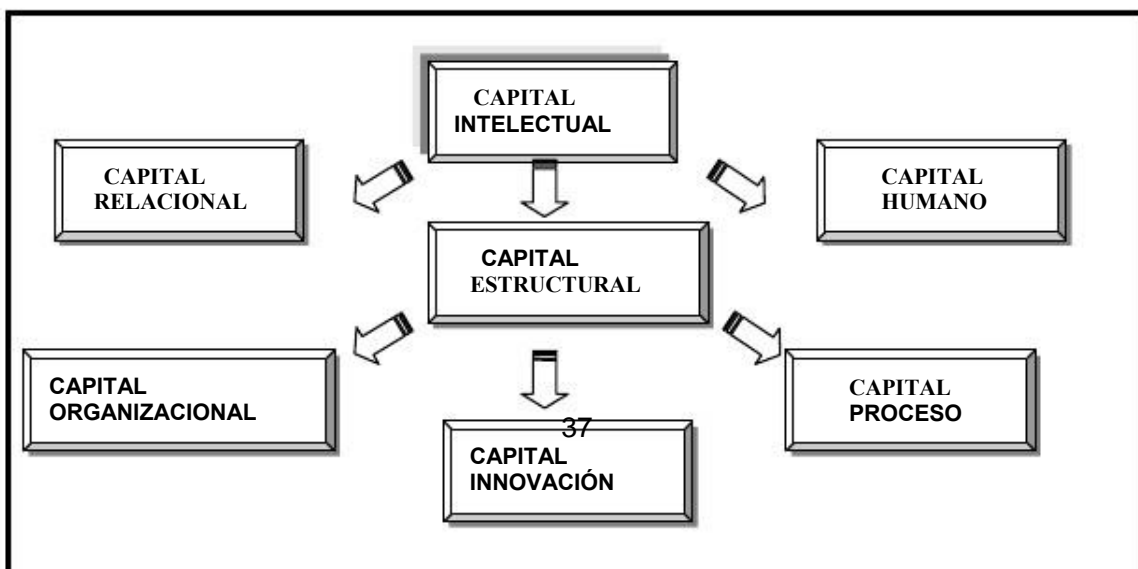 CAPITAL
INTELECTUAL
CAPITAL
RELACIONAL
CAPITAL
HUMANO
CAPITAL
ESTRUCTURAL
CAPITAL
ORGANIZACIONAL
CAPITAL
PROCESO
37
CAPITAL
INNOVACIÓN